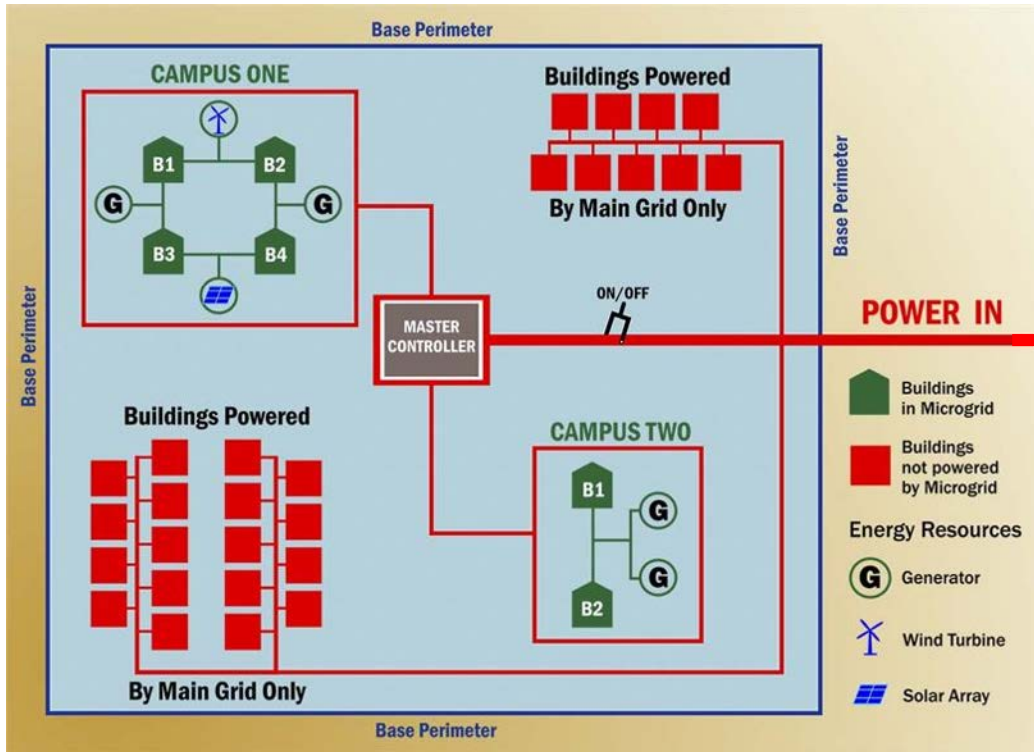 Base Perimeter
CAMPUS ONE
B1
B2
G
G
B3
B4
Buildings Powered
By Main Grid Only
Base Perimeter
Base Perimeter
ON/OFF
MASTER
CONTROLLER
POWER IN
Buildings Powered
By Main Grid Only
CAMPUS TWO
B1
G
G
B2
Buildings
in Microgrid
Buildings
not powered
by Microgrid
Energy Resources
G
Generator
Wind Turbine
Solar Array
Base Perimeter